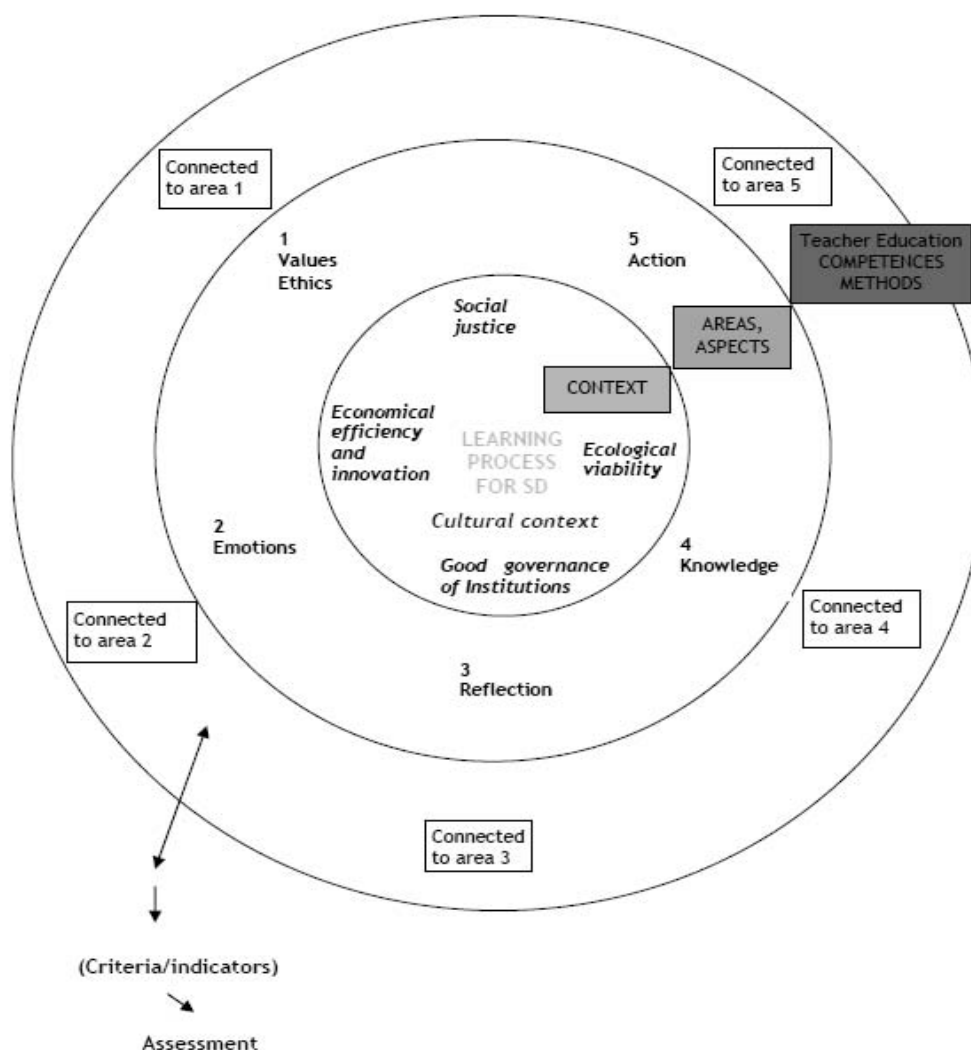 Connected
to area 1
Connected
to area 5
1
Values
Ethics
5
Action
Teacher Education
COMPETENCES
METHODS
Social
justice
AREAS,
ASPECTS
CONTEXT
Economical
efficiency
and
innovation
LEARNING
PROCESS
FOR SD
Ecological
viability
Cultural context
2
Emotions
4
Knowledge
Good governance
of Institutions
Connected
to area 2
Connected
to area 4
3
Reflection
Connected
to area 3
(Criteria/indicators)
Assessment